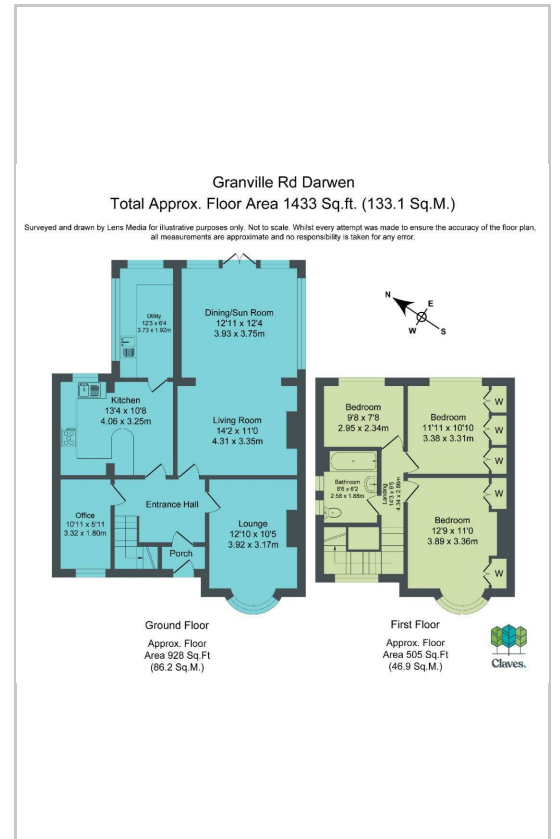 Granville Rd Darwen
Total Approx. Floor Area 1433 Sq.ft. (133.1 Sq.M.)
Surveyed and drawn by Lens Media for illustrative purposes only. Not to scale. Whilst every attempt was made to ensure the accuracy of the floor plan,
all measurements are approximate and no responsibility is taken for any error.
Utility
12'3 x 6'4
3.73 x 1.92m
Dining/Sun Room
12'11 x 12'4
3.93 x 3.75m
N
E
W
S
Kitchen
13'4 x 10'8
4.06 x 3.25m
Living Room
14'2 x 11'0
4.31 x 3.35m
Office
10'11 x 5'11
3.32 x 1.80m
Entrance Hall
Porch
Lounge
12'10 x 10'5
3.92 x 3.17m
Bedroom
9'8 x 7'8
2.95 x 2.34m
Bedroom
11'11 x 10'10
3.38 x 3.31m
W
W
W
Bathroom
8'6 x 6'2
2.58 x 1.88m
Landing
14'3 x 9'5
4.34 x 2.86m
Bedroom
12'9 x 11'0
3.89 x 3.36m
W
W
Ground Floor
Approx. Floor
Area 928 Sq.Ft
(86.2 Sq.M.)
First Floor
Approx. Floor
Area 505 Sq.Ft
(46.9 Sq.M.)
Claves.